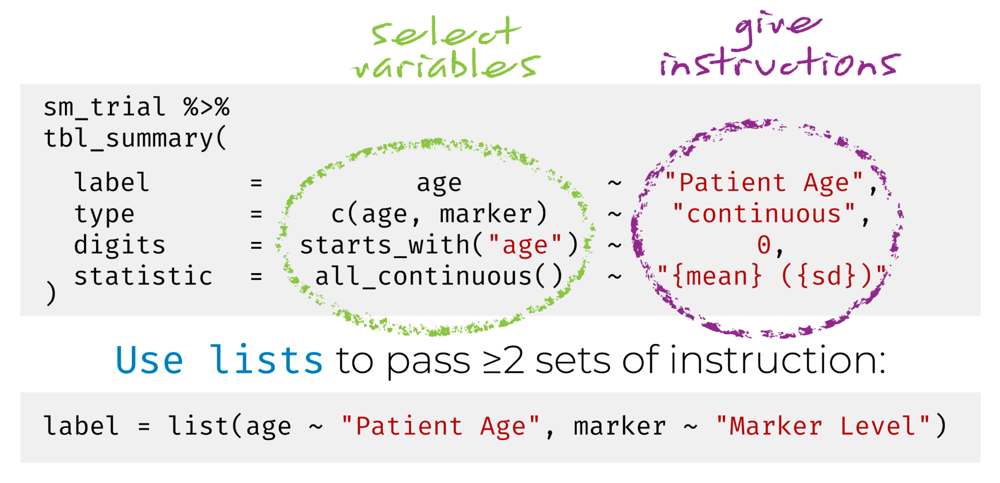 select
variables
give
instructions
sm_trial %>%
tbl_summary(
label = age ~ "Patient Age",
type = c(age, marker) ~ "continuous",
digits = starts_with("age") ~ 0,
statistic = all_continuous() ~ "{mean} ({sd})"
)
Use lists to pass ≥2 sets of instruction:
label = list(age ~ "Patient Age", marker ~ "Marker Level")